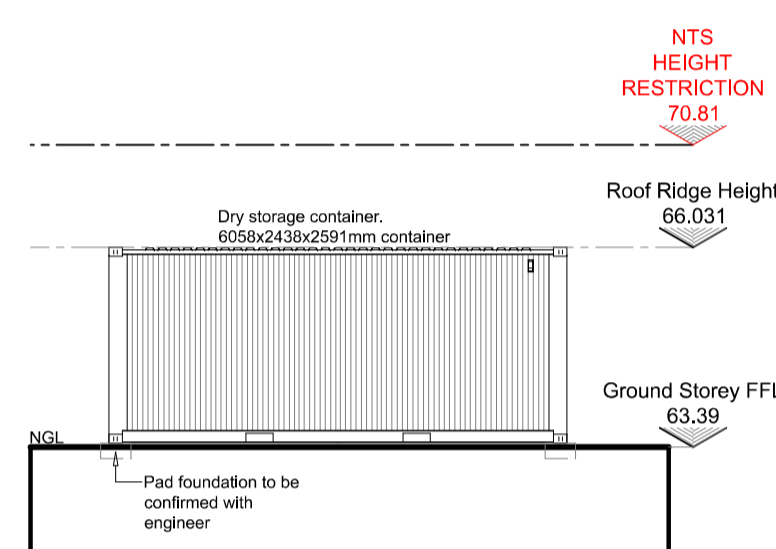 NTS
HEIGHT
RESTRICTION
70.81
Roof Ridge Height
66.031
Dry storage container.
6058x2438x2591mm container
Ground Storey FFL
63.39
NGL
Pad foundation to be
confirmed with
engineer